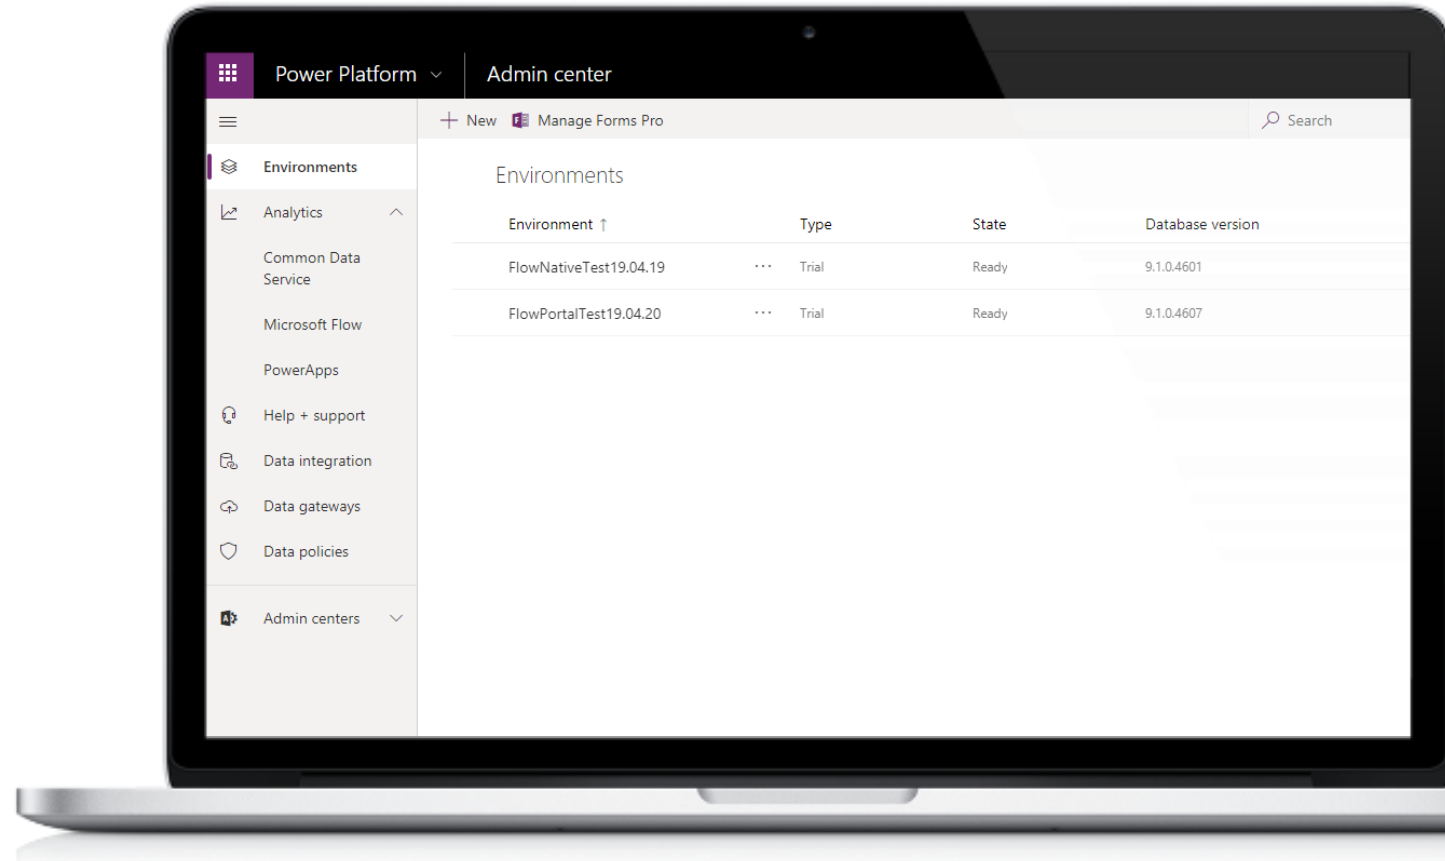 Power Platform
Admin center
New
Manage Forms Pro
Search
Environments
Analytics
Common Data
Service
Microsoft Flow
PowerApps
Help + support
Data integration
Data gateways
Data policies
Admin centers
Environments
Environment ↑ Type State Database version
FlowNativeTest19.04.19 ... Trial Ready 9.1.0.4601
FlowPortalTest19.04.20 ... Trial Ready 9.1.0.4607